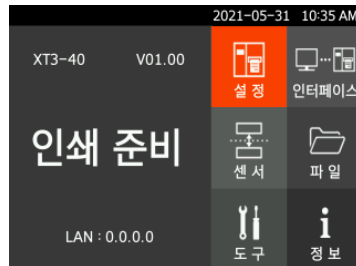 2021-05-31 10:35 AM
XT3-40 V01.00
인쇄 준비
LAN : 0.0.0.0
설 정
인터페이스
센 서
파 일
도 구
정 보